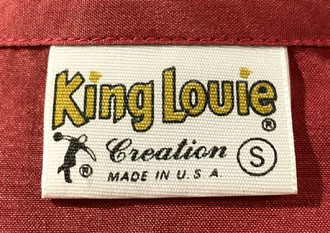 King Louie ®
® Creation Ⓢ
MADE IN U.S.A